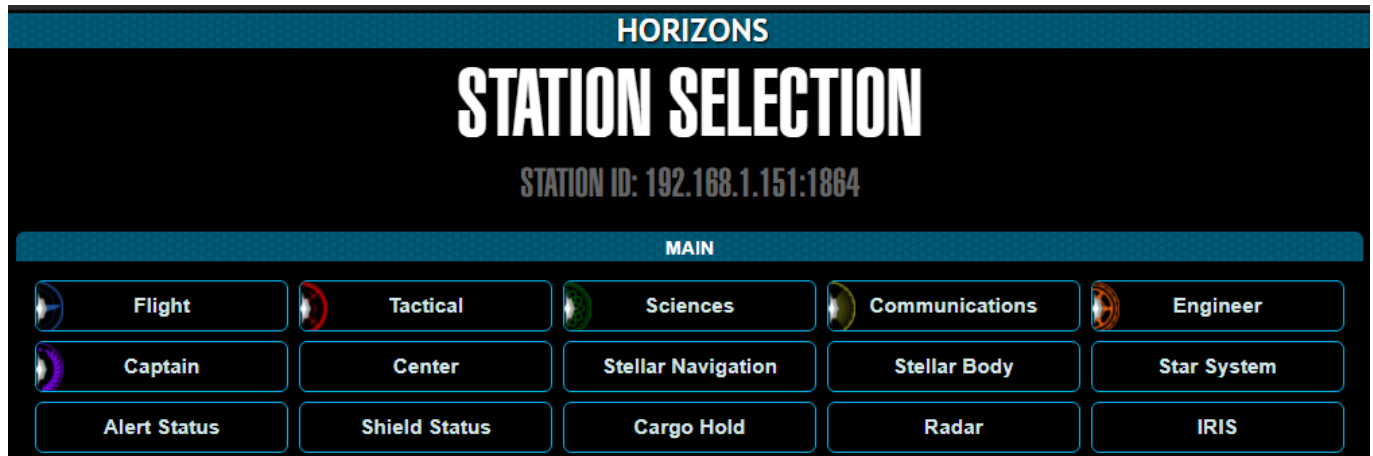 HORIZONS
STATION SELECTION
STATION ID: 192.168.1.151:1864
MAIN
Flight Tactical Sciences Communications Engineer
Captain Center Stellar Navigation Stellar Body Star System
Alert Status Shield Status Cargo Hold Radar IRIS